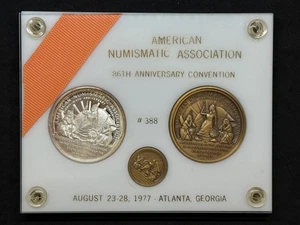 AMERICAN
NUMISMATIC ASSOCIATION
86TH ANNIVERSARY CONVENTION
# 388
AUGUST 23-28, 1977 - ATLANTA, GEORGIA